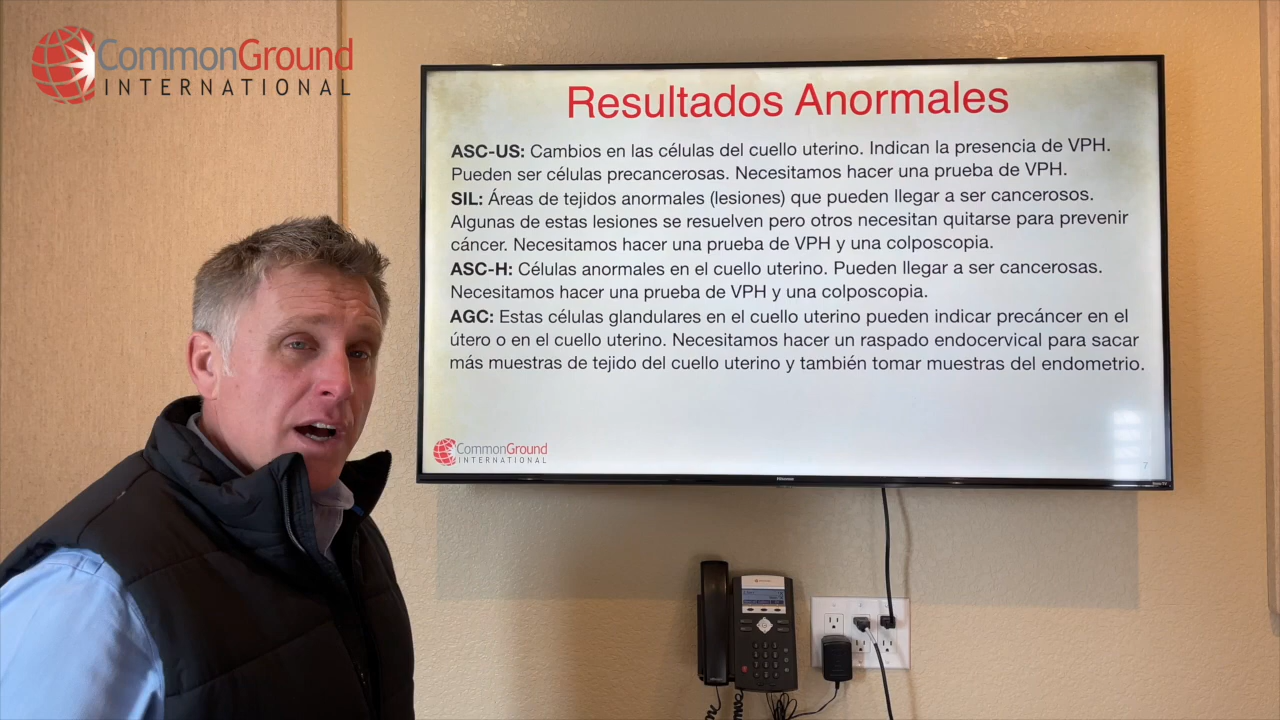 CommonGround
INTERNATIONAL
Resultados Anormales
ASC-US: Cambios en las células del cuello uterino. Indican la presencia de VPH.
Pueden ser células precancerosas. Necesitamos hacer una prueba de VPH.
SIL: Áreas de tejidos anormales (lesiones) que pueden llegar a ser cancerosos.
Algunas de estas lesiones se resuelven pero otros necesitan quitarse para prevenir
cáncer. Necesitamos hacer una prueba de VPH y una colposcopia.
ASC-H: Células anormales en el cuello uterino. Pueden llegar a ser cancerosas.
Necesitamos hacer una prueba de VPH y una colposcopia.
AGC: Estas células glandulares en el cuello uterino pueden indicar precáncer en el
útero o en el cuello uterino. Necesitamos hacer un raspado endocervical para sacar
más muestras de tejido del cuello uterino y también tomar muestras del endometrio.
CommonGround
INTERNATIONAL
7
Hisense